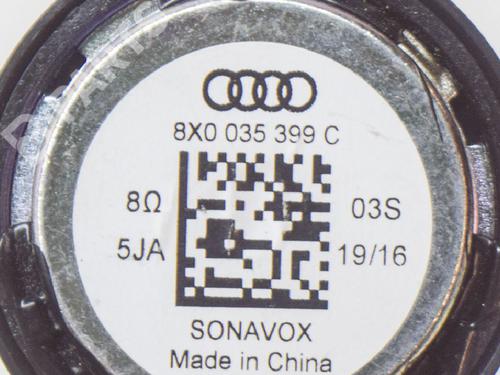 8X0 035 399 C
8Ω 03S
5JA 19/16
SONAVOX
Made in China